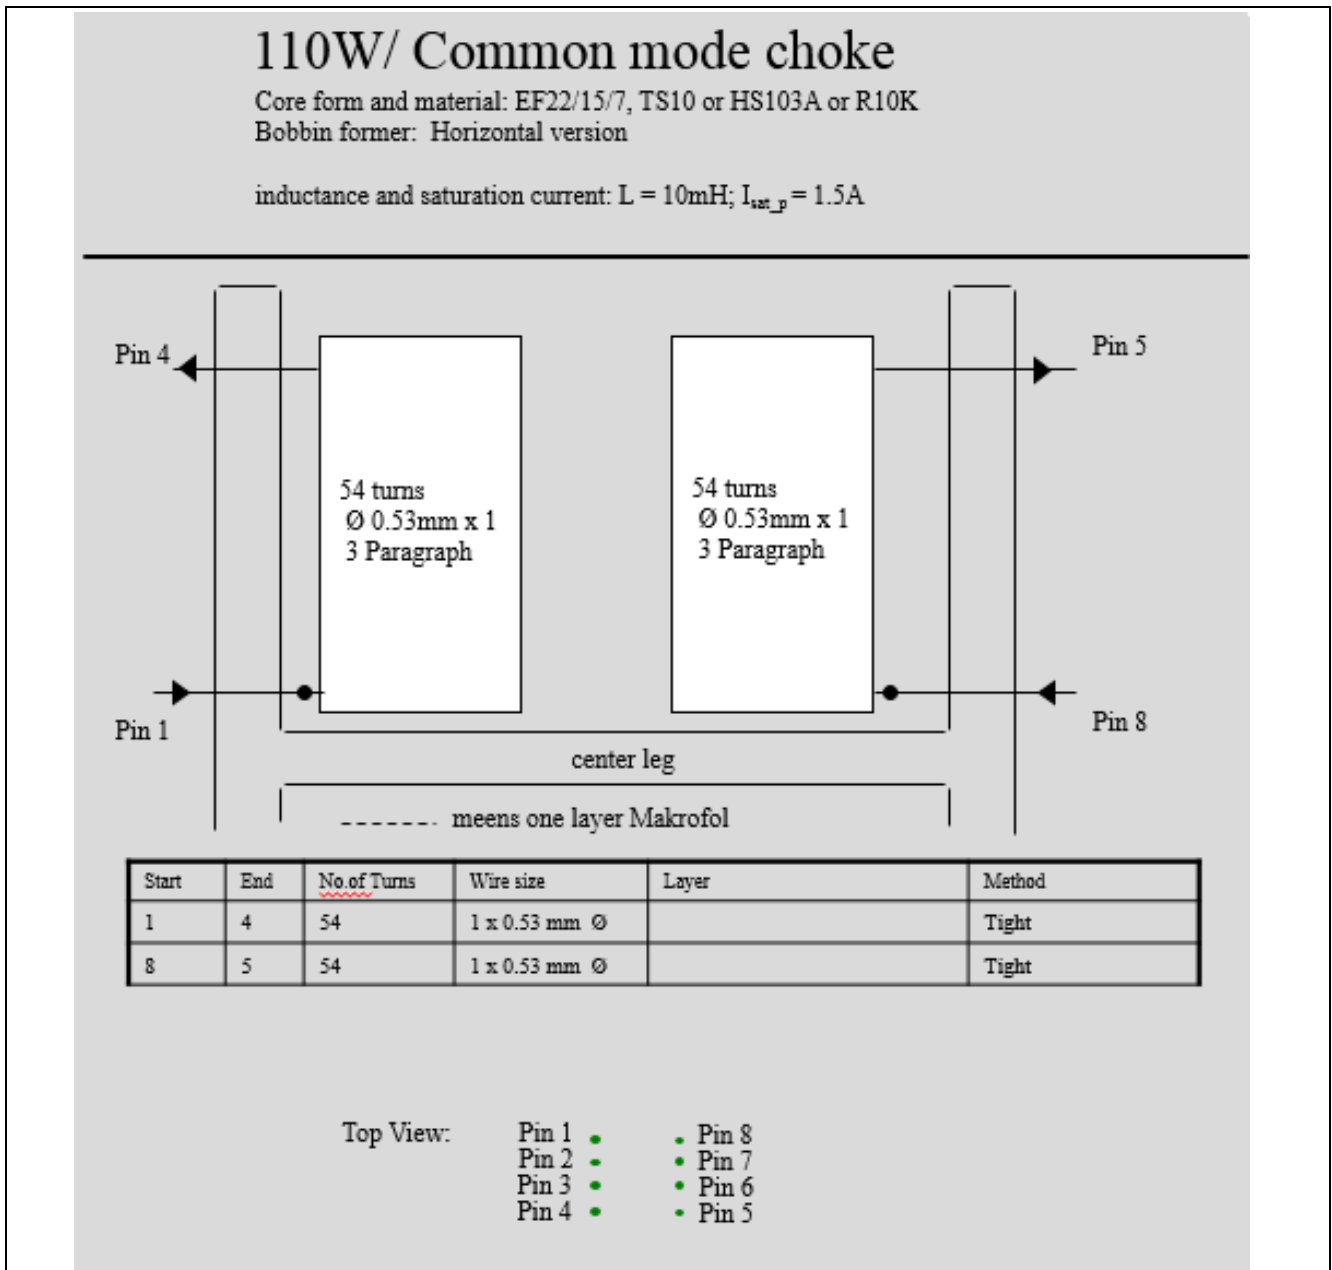 110W/ Common mode choke
Core form and material: EF22/15/7, TS10 or HS103A or R10K
Bobbin former:  Horizontal version
inductance and saturation current: L = 10mH; Isat_p = 1.5A
Pin 4
Pin 5
54 turns
Ø 0.53mm x 1
3 Paragraph
54 turns
Ø 0.53mm x 1
3 Paragraph
Pin 1
Pin 8
center leg
------. meens one layer Makrofol
Start End No.of Turns Wire size Layer Method
1 4 54 1 x 0.53 mm Ø Tight
8 5 54 1 x 0.53 mm Ø Tight
Top View: Pin 1 Pin 8
Pin 2 Pin 7
Pin 3 Pin 6
Pin 4 Pin 5